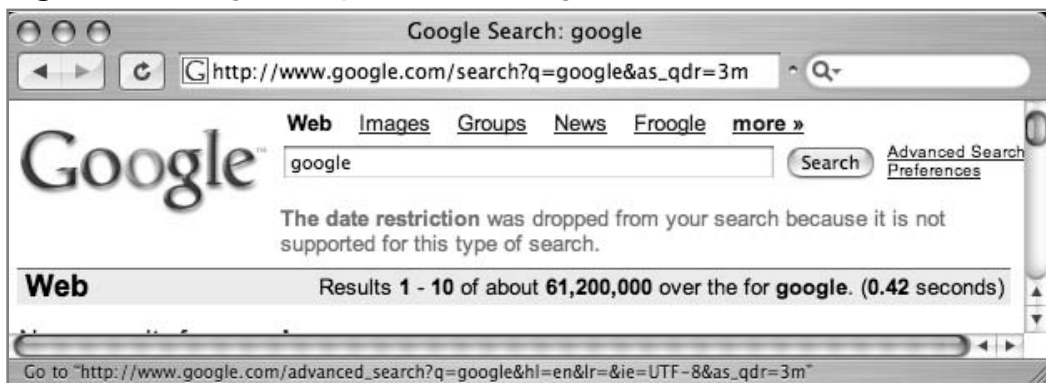 Google Search: google
http://www.google.com/search?q=google&as_qdr=3m
Web Images Groups News Froogle more »
Google™
google
Search
Advanced Search
Preferences
The date restriction was dropped from your search because it is not
supported for this type of search.
Web Results 1 - 10 of about 61,200,000 over the for google. (0.42 seconds)
Go to "http://www.google.com/advanced_search?q=google&hl=en&lr=&ie=UTF-8&as_qdr=3m"